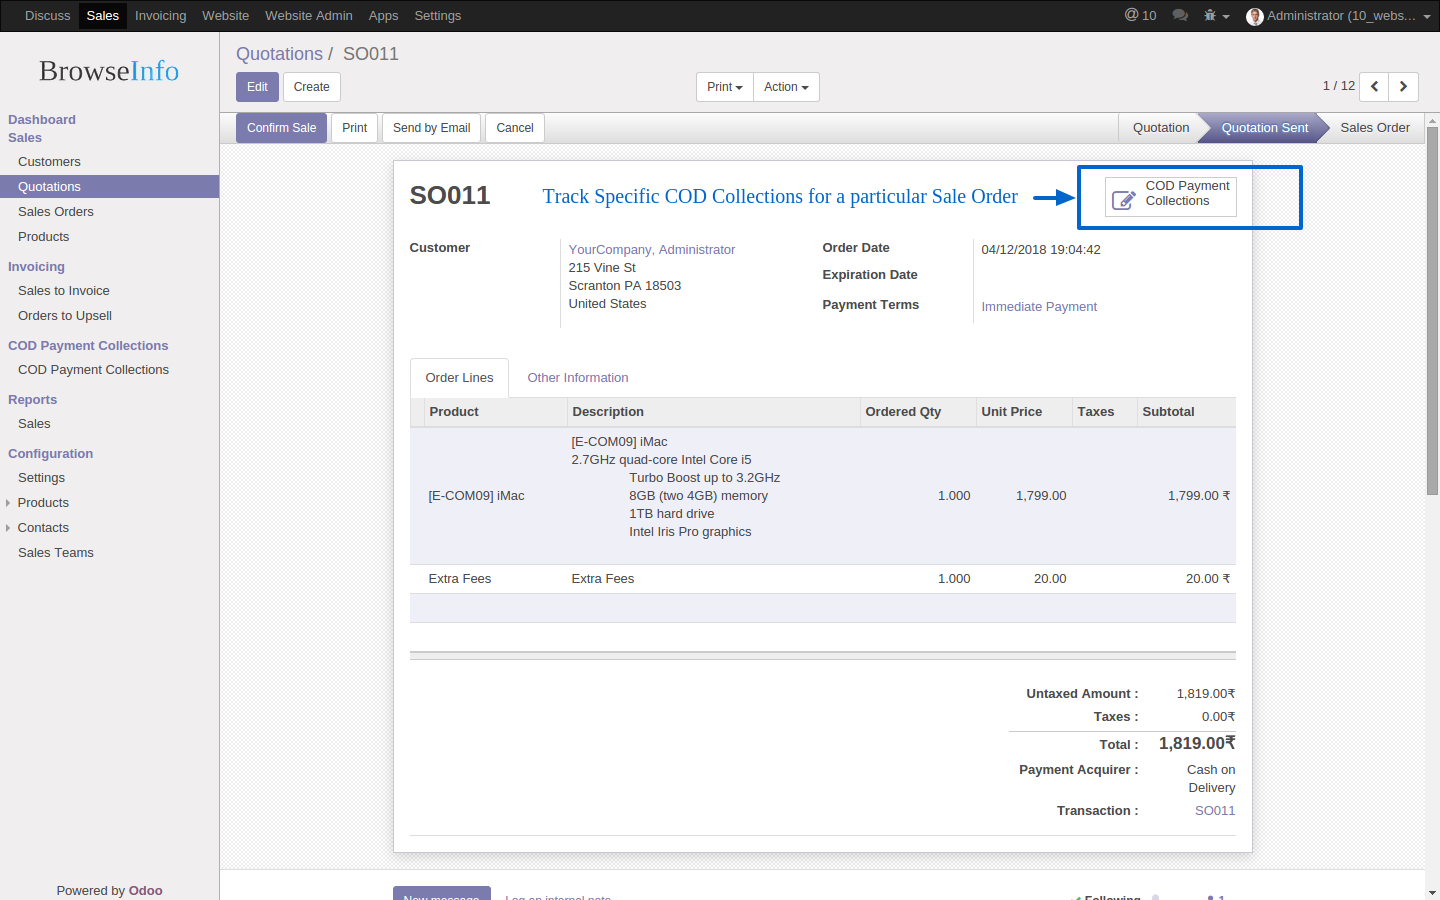 Discuss Sales Invoicing Website Website Admin Apps Settings @ 10 Administrator (10_webs...
BrowseInfo
Dashboard
Sales
Customers
Quotations
Sales Orders
Products
Invoicing
Sales to Invoice
Orders to Upsell
COD Payment Collections
COD Payment Collections
Reports
Sales
Configuration
Settings
Products
Contacts
Sales Teams
Powered by Odoo
Quotations / SO011
Edit Create Print Action 1 / 12
Confirm Sale Print Send by Email Cancel Quotation Quotation Sent Sales Order
SO011 Track Specific COD Collections for a particular Sale Order
COD Payment
Collections
Customer
YourCompany, Administrator
215 Vine St
Scranton PA 18503
United States
Order Date 04/12/2018 19:04:42
Expiration Date
Payment Terms Immediate Payment
Order Lines Other Information
Product Description Ordered Qty Unit Price Taxes Subtotal
[E-COM09] iMac
2.7GHz quad-core Intel Core i5
Turbo Boost up to 3.2GHz
[E-COM09] iMac 8GB (two 4GB) memory 1.000 1,799.00 1,799.00 ₹
1TB hard drive
Intel Iris Pro graphics
Extra Fees Extra Fees 1.000 20.00 20.00 ₹
Untaxed Amount : 1,819.00₹
Taxes : 0.00₹
Total : 1,819.00₹
Payment Acquirer : Cash on
Delivery
Transaction : SO011
New message Log an internal note Following 1